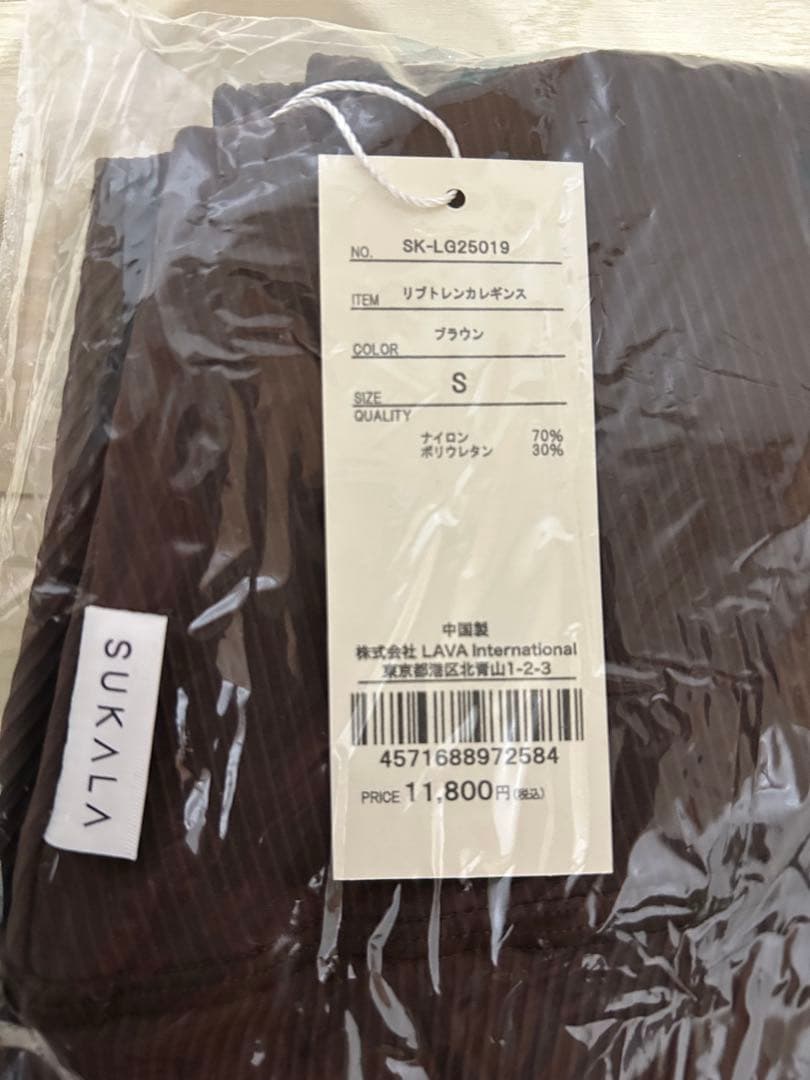 NO. SK-LG25019
ITEM リブトレンカレギンス
COLOR ブラウン
SIZE S
QUALITY
ナイロン 70%
ポリウレタン 30%
中国製
株式会社 LAVA International
東京都港区北青山1-2-3
4571688972584
PRICE 11,800円(税込)
SUKALA